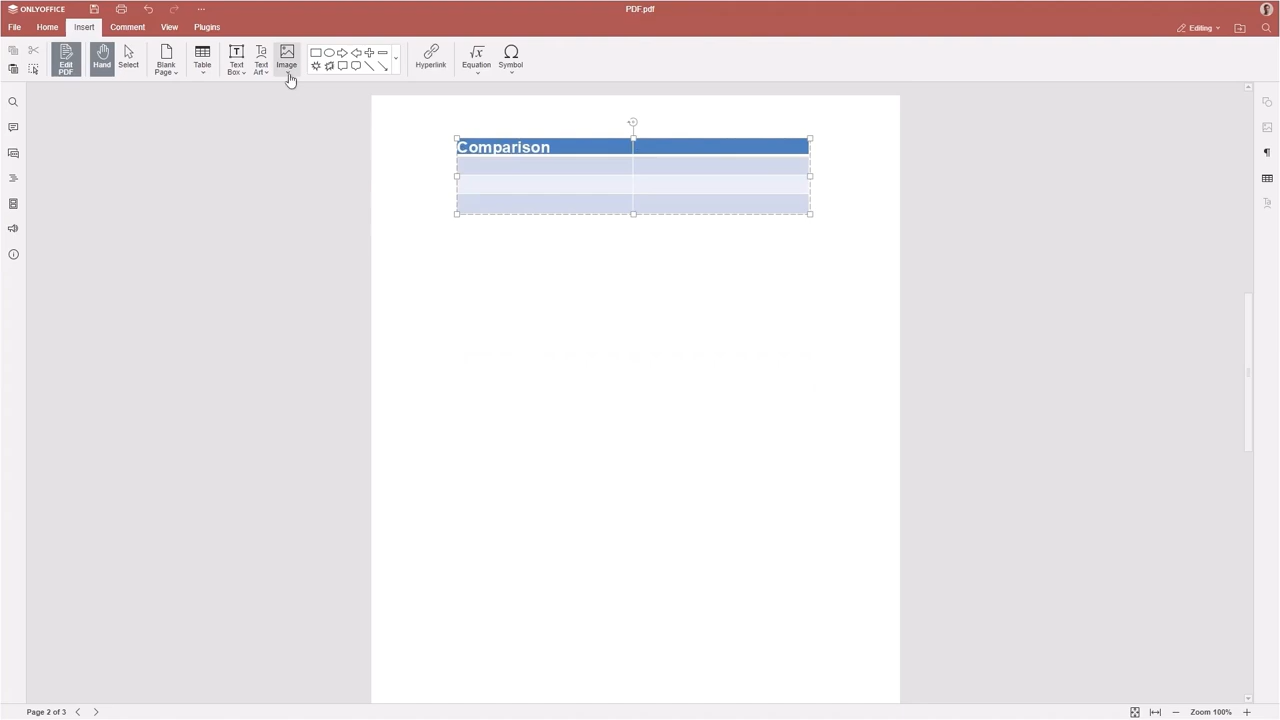 ONLYOFFICE
PDF.pdf
File Home Insert Comment View Plugins
Editing
Edit PDF
Hand
Select
Blank Page
Table
Text Box
Text Art
Image
Hyperlink
Equation
Symbol
Comparison
Page 2 of 3
Zoom 100%